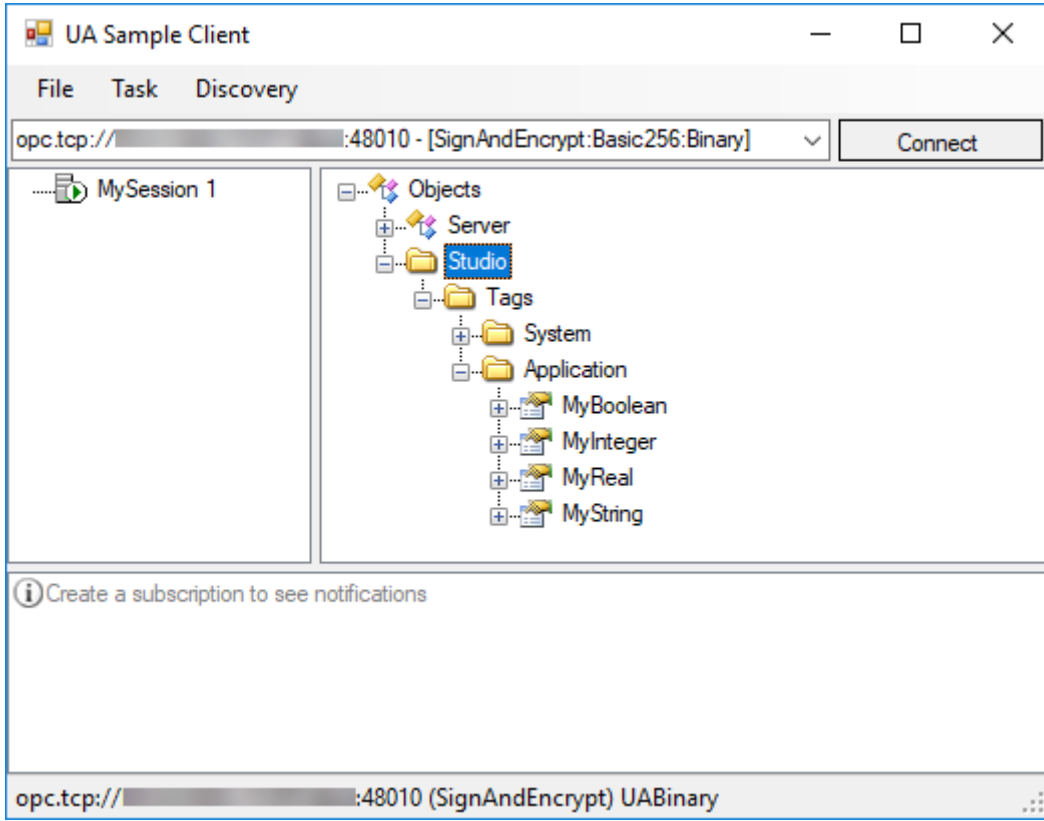 UA Sample Client
File Task Discovery
opc.tcp:// :48010 - [SignAndEncrypt:Basic256:Binary] Connect
MySession 1
Objects
Server
Studio
Tags
System
Application
MyBoolean
MyInteger
MyReal
MyString
Create a subscription to see notifications
opc.tcp:// :48010 (SignAndEncrypt) UABinary